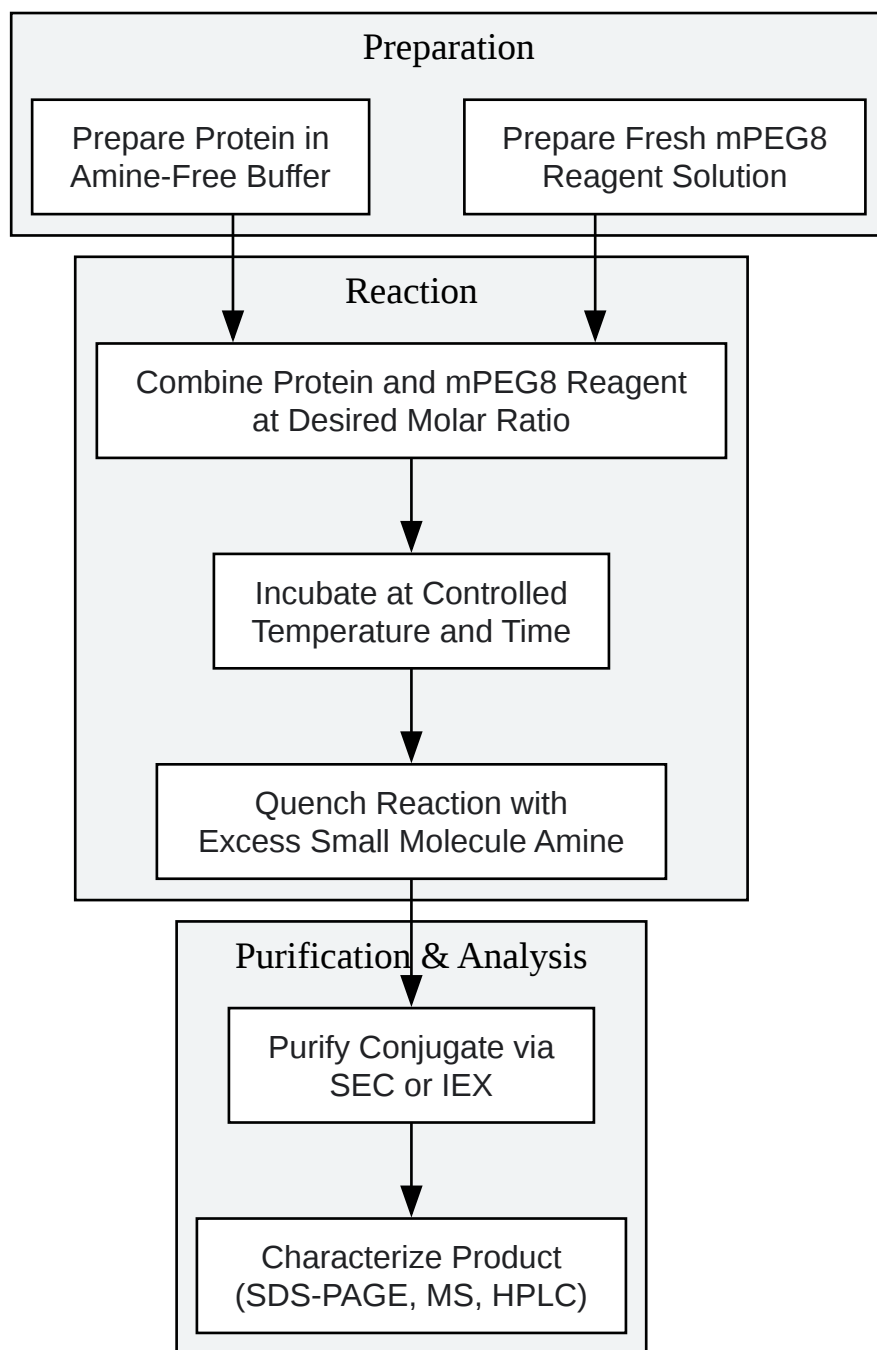 Preparation
Prepare Protein in
Amine-Free Buffer
Prepare Fresh mPEG8
Reagent Solution
Reaction
Combine Protein and mPEG8 Reagent
at Desired Molar Ratio
Incubate at Controlled
Temperature and Time
Quench Reaction with
Excess Small Molecule Amine
Purification & Analysis
Purify Conjugate via
SEC or IEX
Characterize Product
(SDS-PAGE, MS, HPLC)